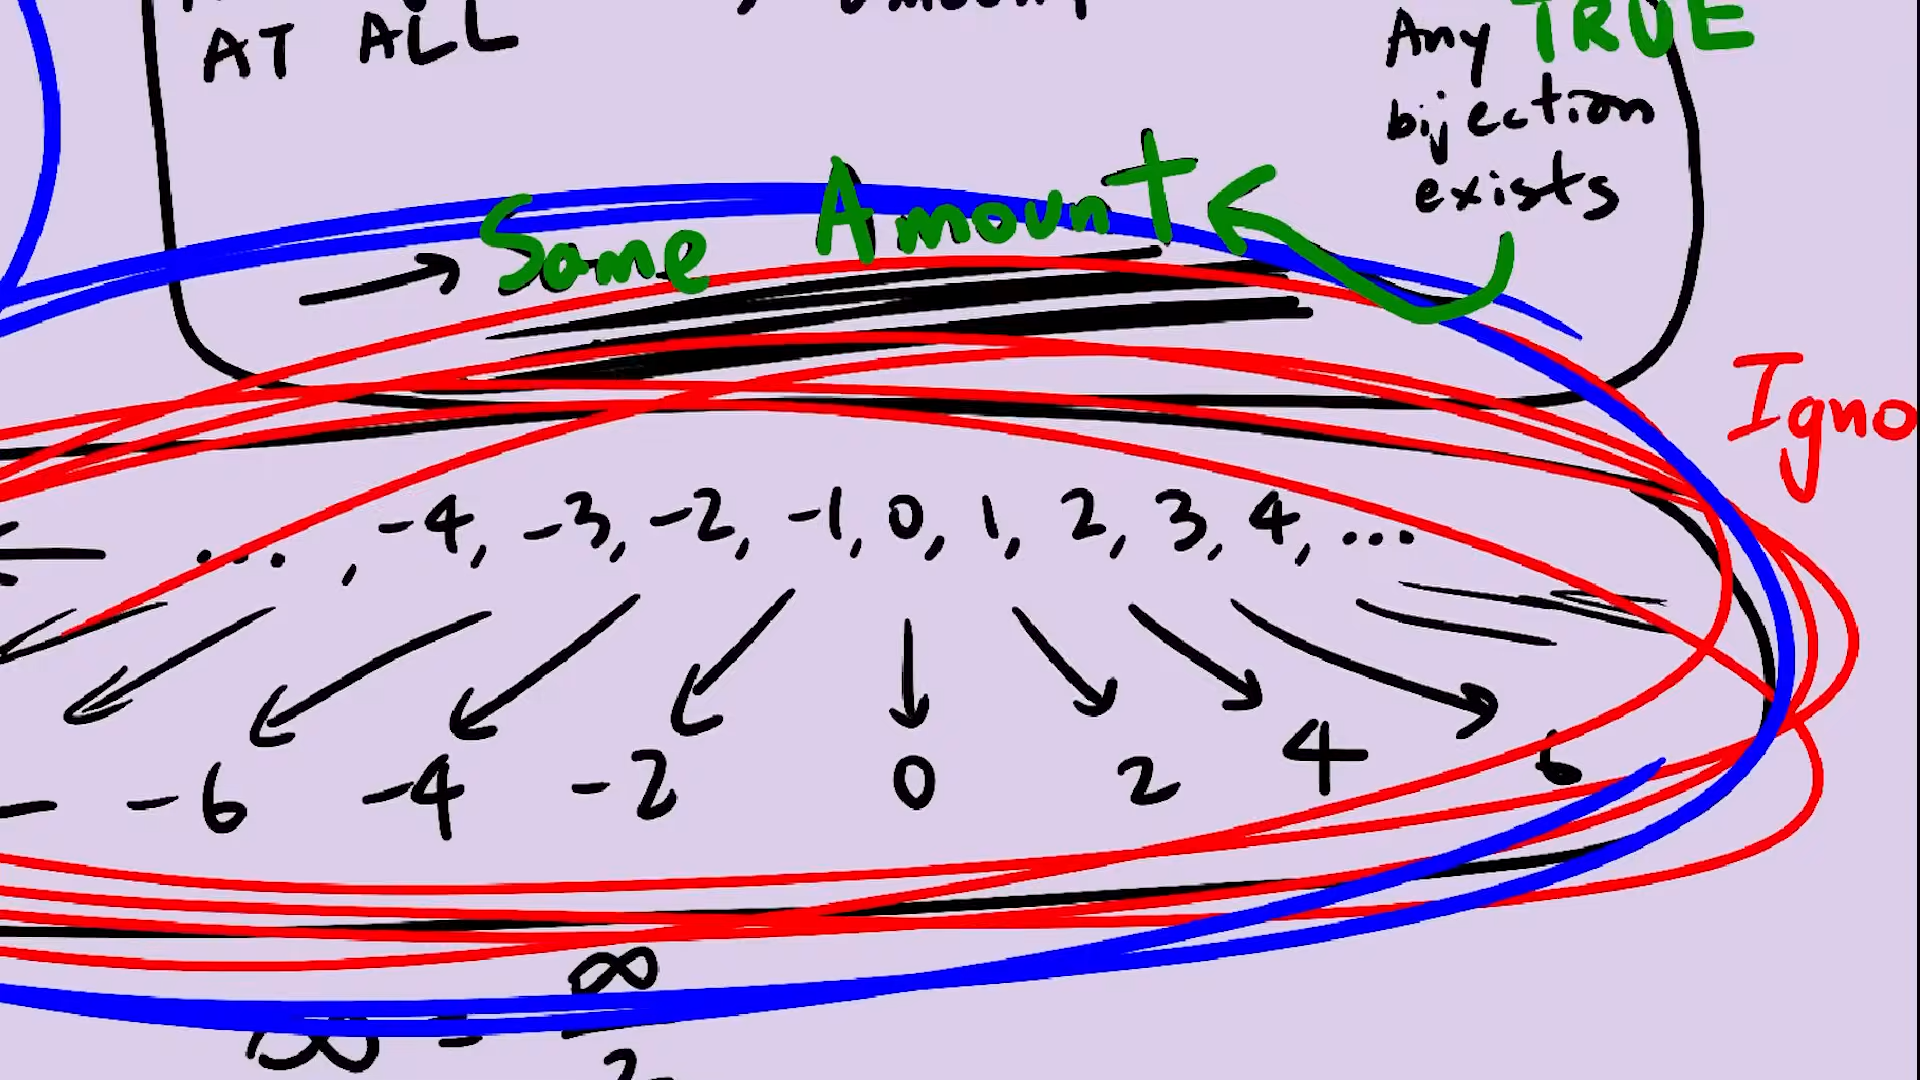 AT ALL
Any TRUE
bijection
exists
→ Same Amount
Igno
..., -4, -3, -2, -1, 0, 1, 2, 3, 4, ...
-6 -4 -2 0 2 4 6
∞ = ∞/2